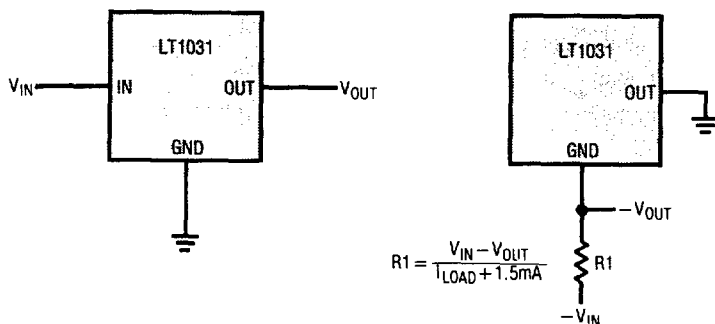 LT1031
V_IN
IN
OUT
V_OUT
GND
LT1031
OUT
GND
−V_OUT
R1 = V_IN − V_OUT / I_LOAD + 1.5mA
R1
−V_IN